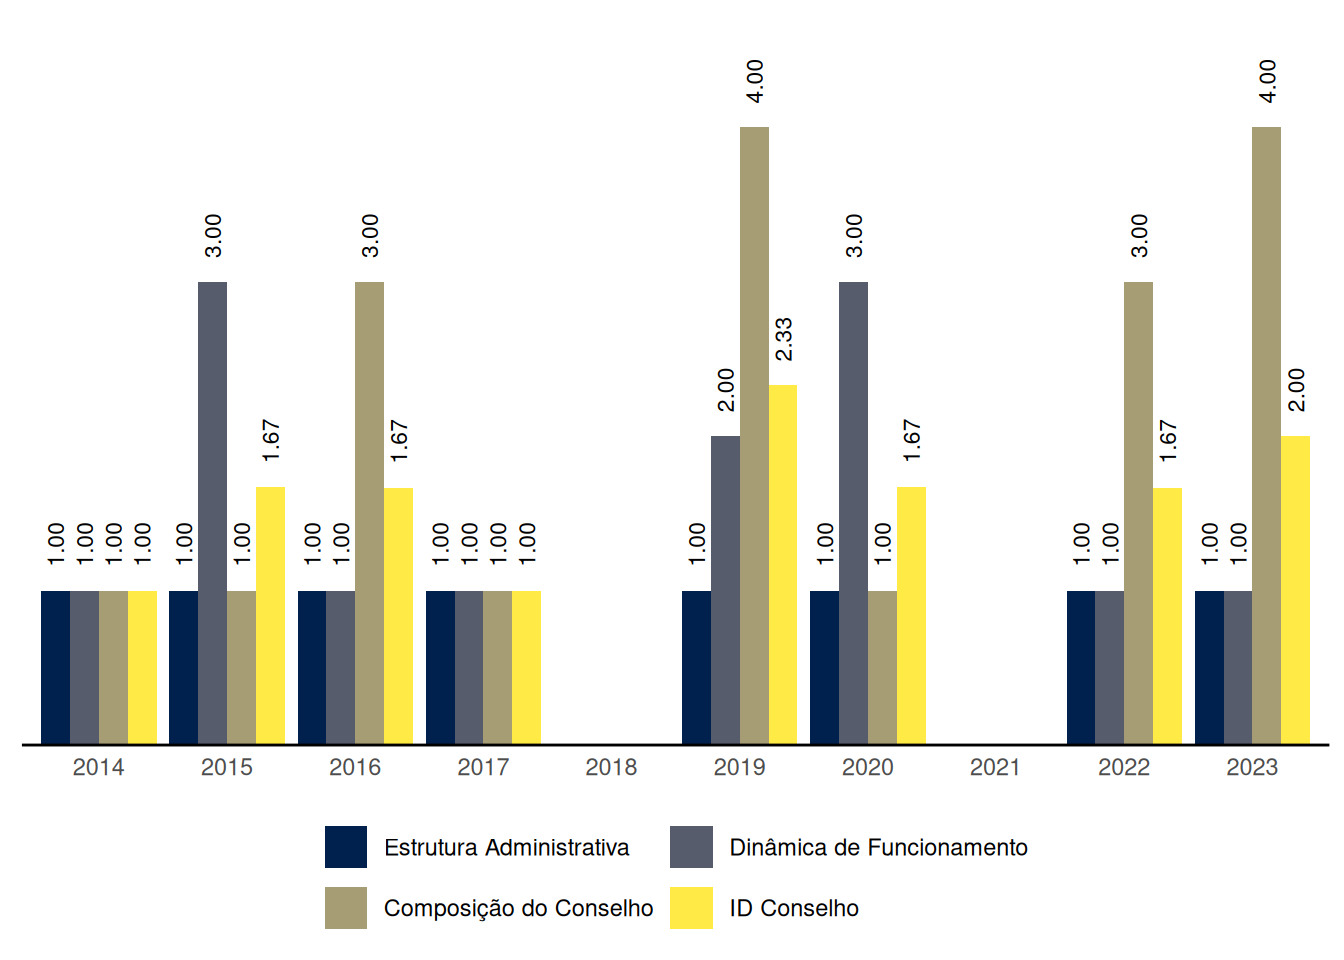 4.00 4.00
3.00 3.00 3.00 3.00
2.33
2.00 2.00
1.67 1.67 1.67 1.67
1.00 1.00 1.00 1.00 1.00 1.00 1.00 1.00 1.00 1.00 1.00 1.00 1.00 1.00 1.00 1.00 1.00 1.00 1.00
2014 2015 2016 2017 2018 2019 2020 2021 2022 2023
Estrutura Administrativa Dinâmica de Funcionamento
Composição do Conselho ID Conselho